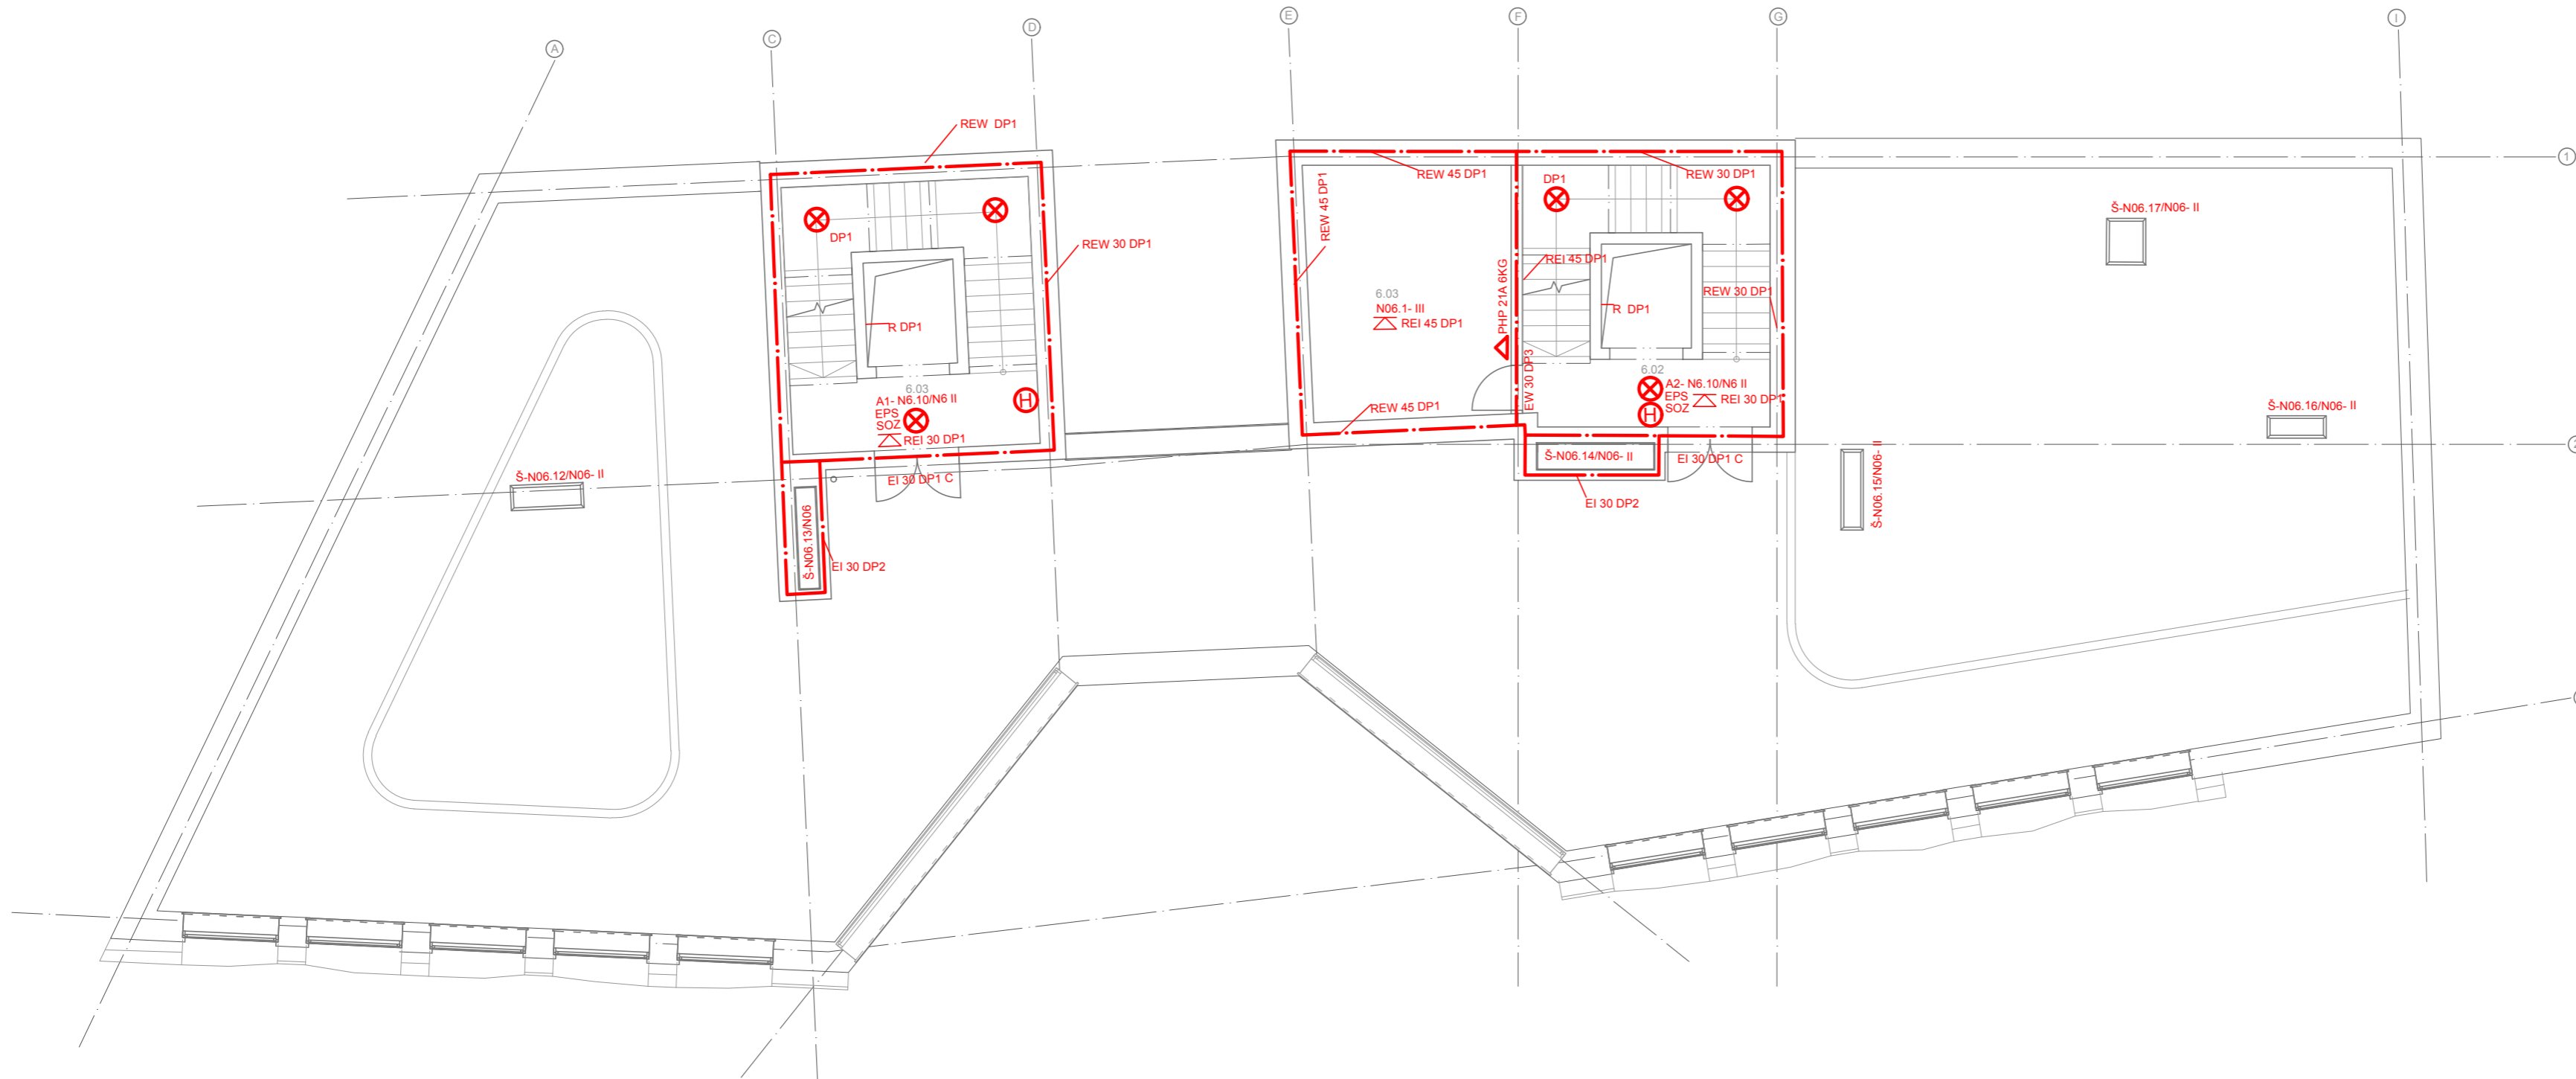 A
C
D
E
F
G
I
1
REW  DP1
REW 30 DP1
DP1
R DP1
6.03
A1- N6.10/N6 II
EPS
SOZ
REI 30 DP1
H
EI 30 DP1 C
Š-N06.12/N06- II
Š-N06.13/N06
EI 30 DP2
REW 45 DP1
REW 45 DP1
6.03
N06.1- III
REI 45 DP1
REW 45 DP1
PHP 21A 6KG
EW 30 DP3
DP1
REW 30 DP1
REI 45 DP1
R  DP1
REW 30 DP1
6.02
A2- N6.10/N6 II
EPS
SOZ
REI 30 DP1
H
Š-N06.14/N06- II
EI 30 DP1 C
EI 30 DP2
Š-N06.17/N06- II
Š-N06.16/N06- II
Š-N06.15/N06- II
2